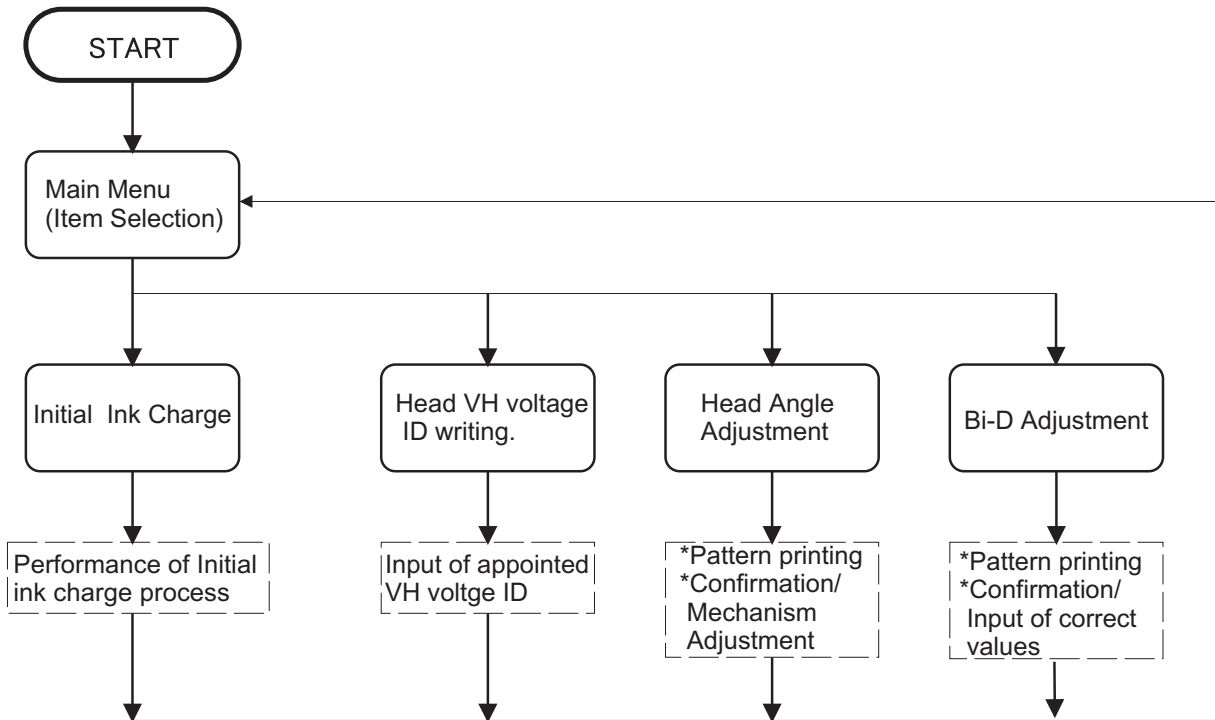 START
Main Menu
(Item Selection)
Initial Ink Charge
Head VH voltage
ID writing.
Head Angle
Adjustment
Bi-D Adjustment
Performance of Initial
ink charge process
Input of appointed
VH voltge ID
*Pattern printing
*Confirmation/
Mechanism
Adjustment
*Pattern printing
*Confirmation/
Input of correct
values